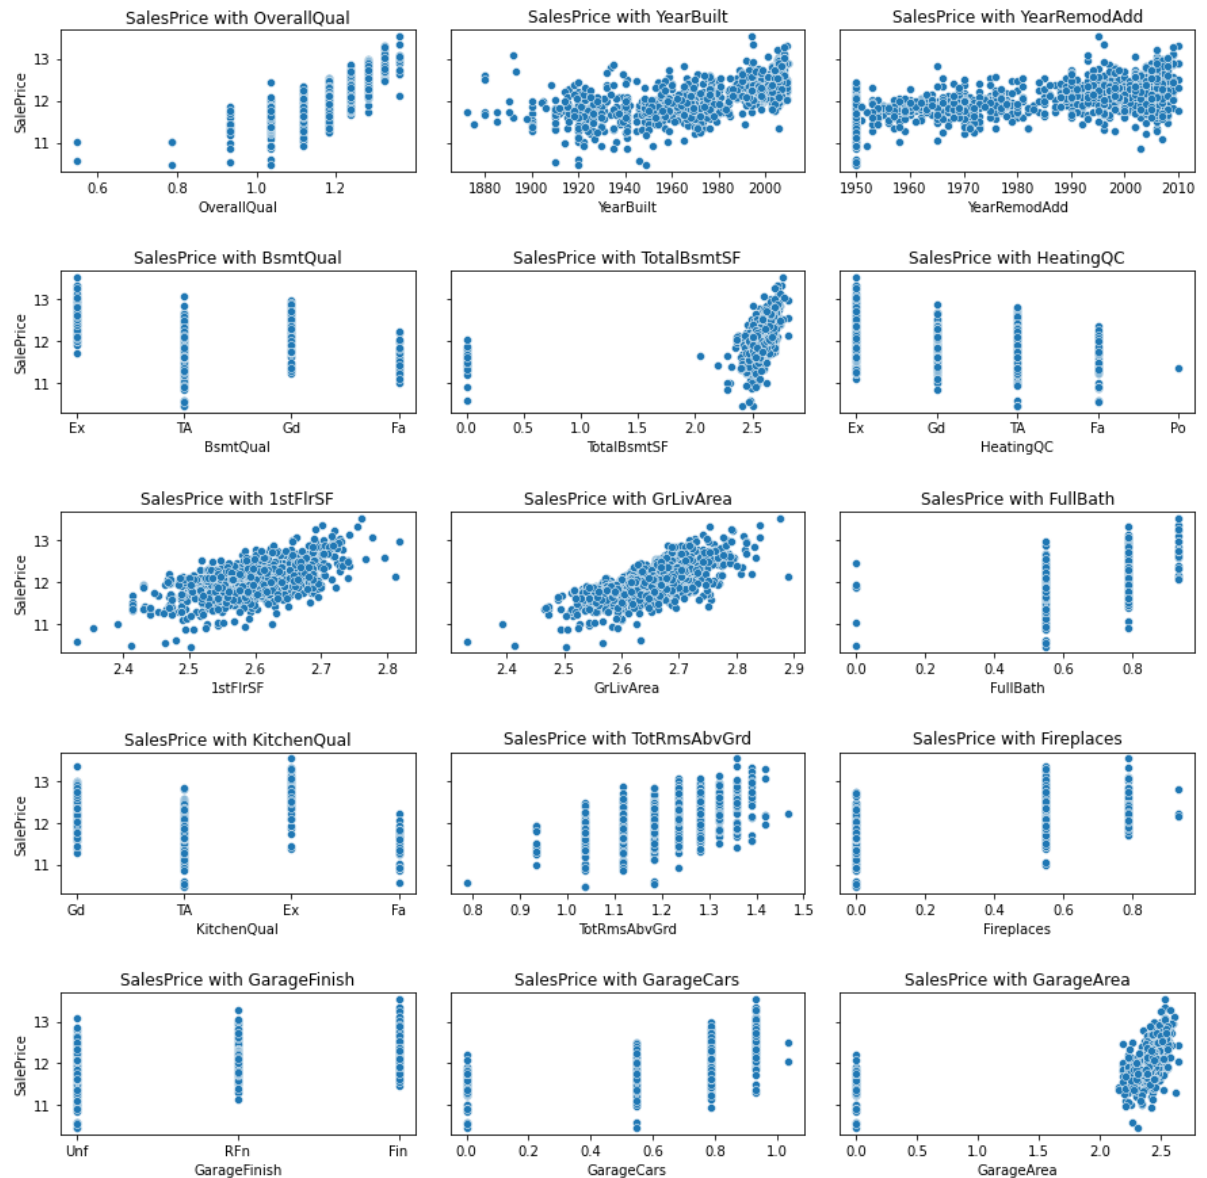 SalesPrice with OverallQual
SalesPrice with YearBuilt
SalesPrice with YearRemodAdd
SalePrice
13
12
11
0.6 0.8 1.0 1.2
1880 1900 1920 1940 1960 1980 2000
1950 1960 1970 1980 1990 2000 2010
OverallQual
YearBuilt
YearRemodAdd
SalesPrice with BsmtQual
SalesPrice with TotalBsmtSF
SalesPrice with HeatingQC
SalePrice
13
12
11
Ex TA Gd Fa
0.0 0.5 1.0 1.5 2.0 2.5
Ex Gd TA Fa Po
BsmtQual
TotalBsmtSF
HeatingQC
SalesPrice with 1stFlrSF
SalesPrice with GrLivArea
SalesPrice with FullBath
SalePrice
13
12
11
2.4 2.5 2.6 2.7 2.8
2.4 2.5 2.6 2.7 2.8 2.9
0.0 0.2 0.4 0.6 0.8
1stFlrSF
GrLivArea
FullBath
SalesPrice with KitchenQual
SalesPrice with TotRmsAbvGrd
SalesPrice with Fireplaces
SalePrice
13
12
11
Gd TA Ex Fa
0.8 0.9 1.0 1.1 1.2 1.3 1.4 1.5
0.0 0.2 0.4 0.6 0.8
KitchenQual
TotRmsAbvGrd
Fireplaces
SalesPrice with GarageFinish
SalesPrice with GarageCars
SalesPrice with GarageArea
SalePrice
13
12
11
Unf RFn Fin
0.0 0.2 0.4 0.6 0.8 1.0
0.0 0.5 1.0 1.5 2.0 2.5
GarageFinish
GarageCars
GarageArea